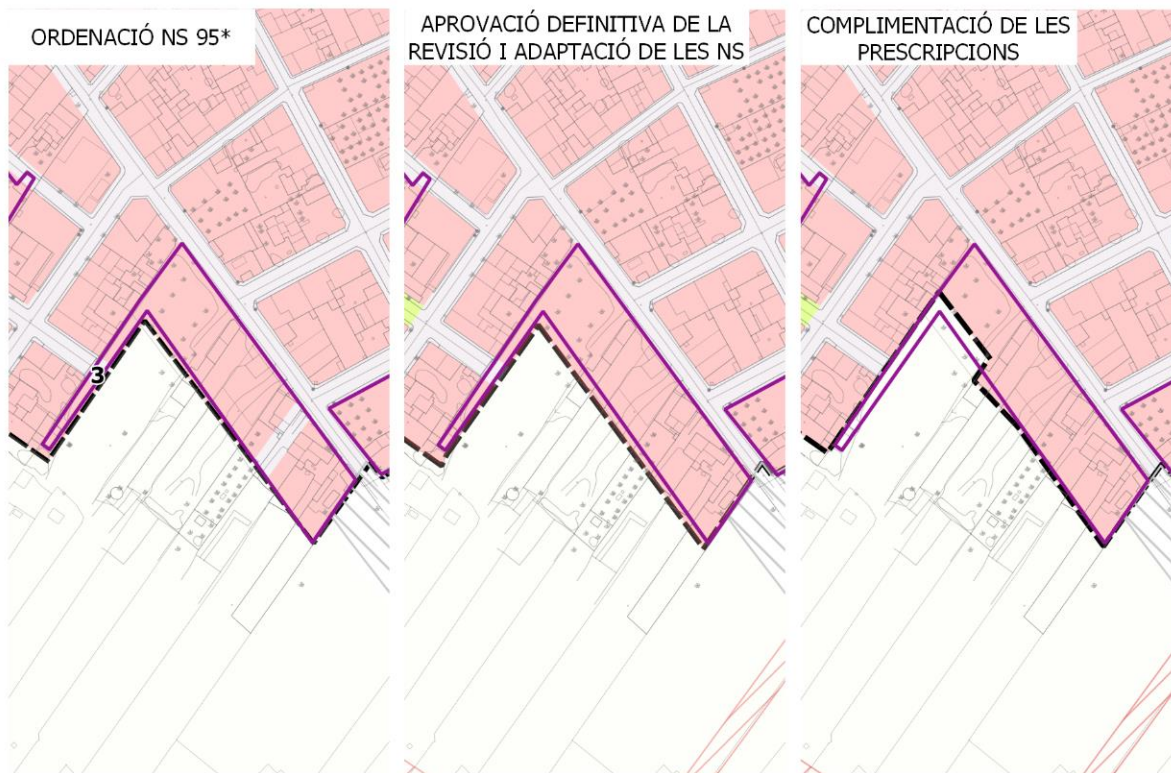 ORDENACIÓ NS 95*
APROVACIÓ DEFINITIVA DE LA
REVISIÓ I ADAPTACIÓ DE LES NS
COMPLIMENTACIÓ DE LES
PRESCRIPCIONS
3